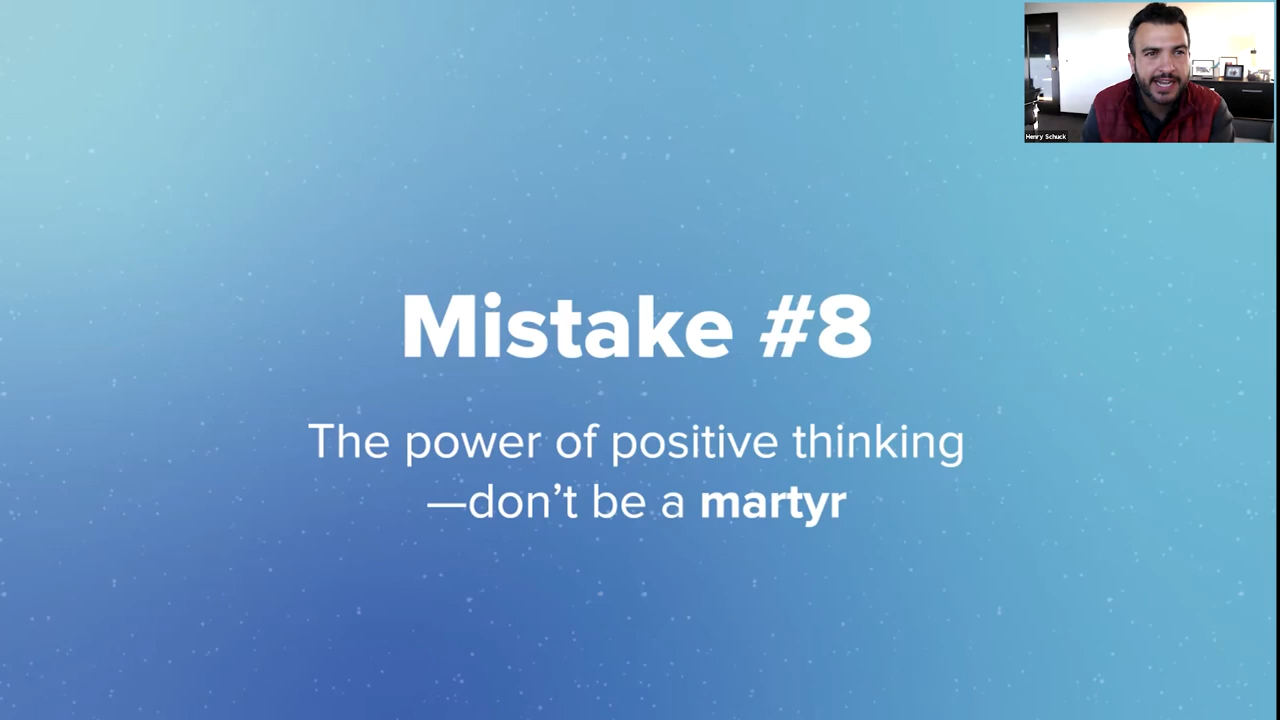 Henry Schuck
Mistake #8
The power of positive thinking
—don’t be a martyr